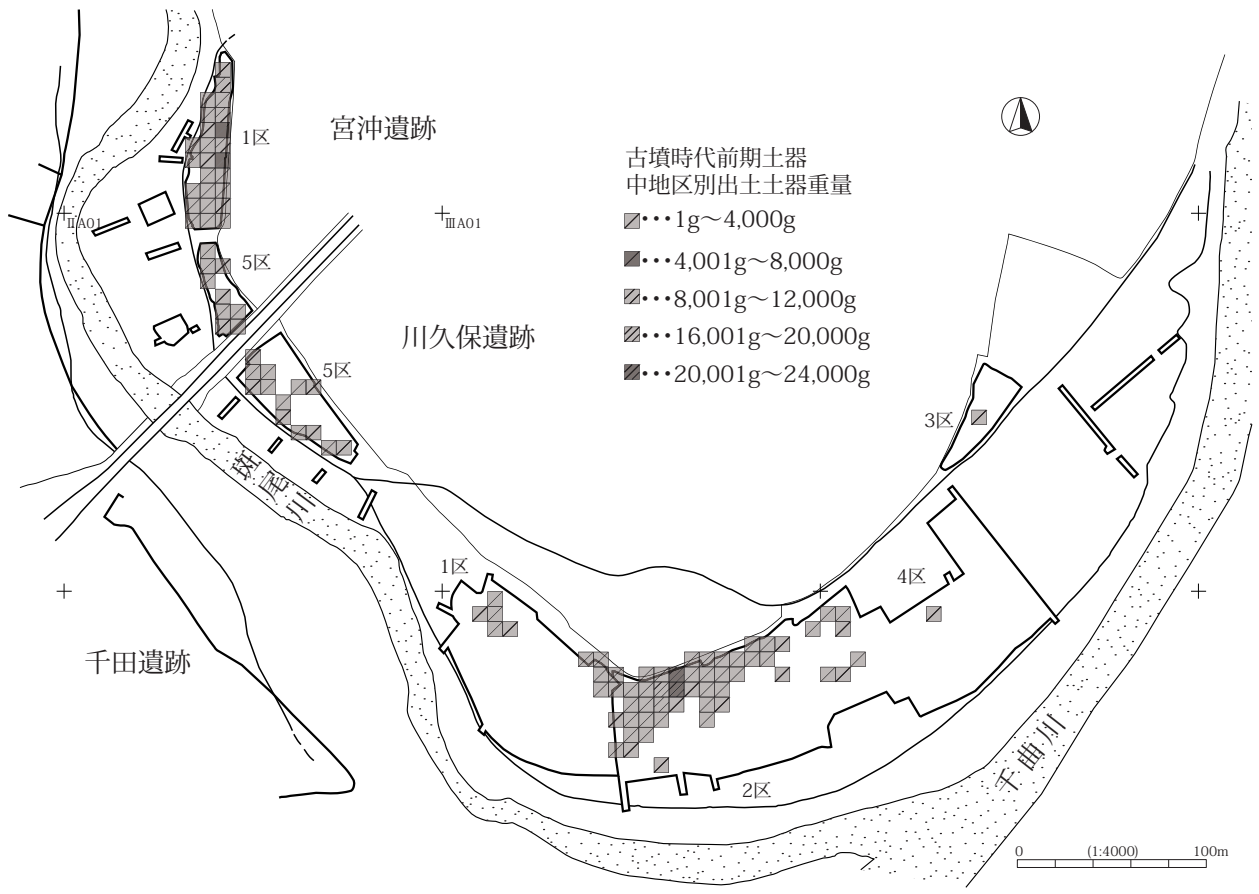 宮沖遺跡
1区
古墳時代前期土器
中地区別出土土器重量
･･･1g～4,000g
･･･4,001g～8,000g
･･･8,001g～12,000g
･･･16,001g～20,000g
･･･20,001g～24,000g
ⅡA01
ⅢA01
5区
川久保遺跡
5区
3区
斑尾川
1区
4区
千田遺跡
千曲川
2区
0 (1:4000) 100m